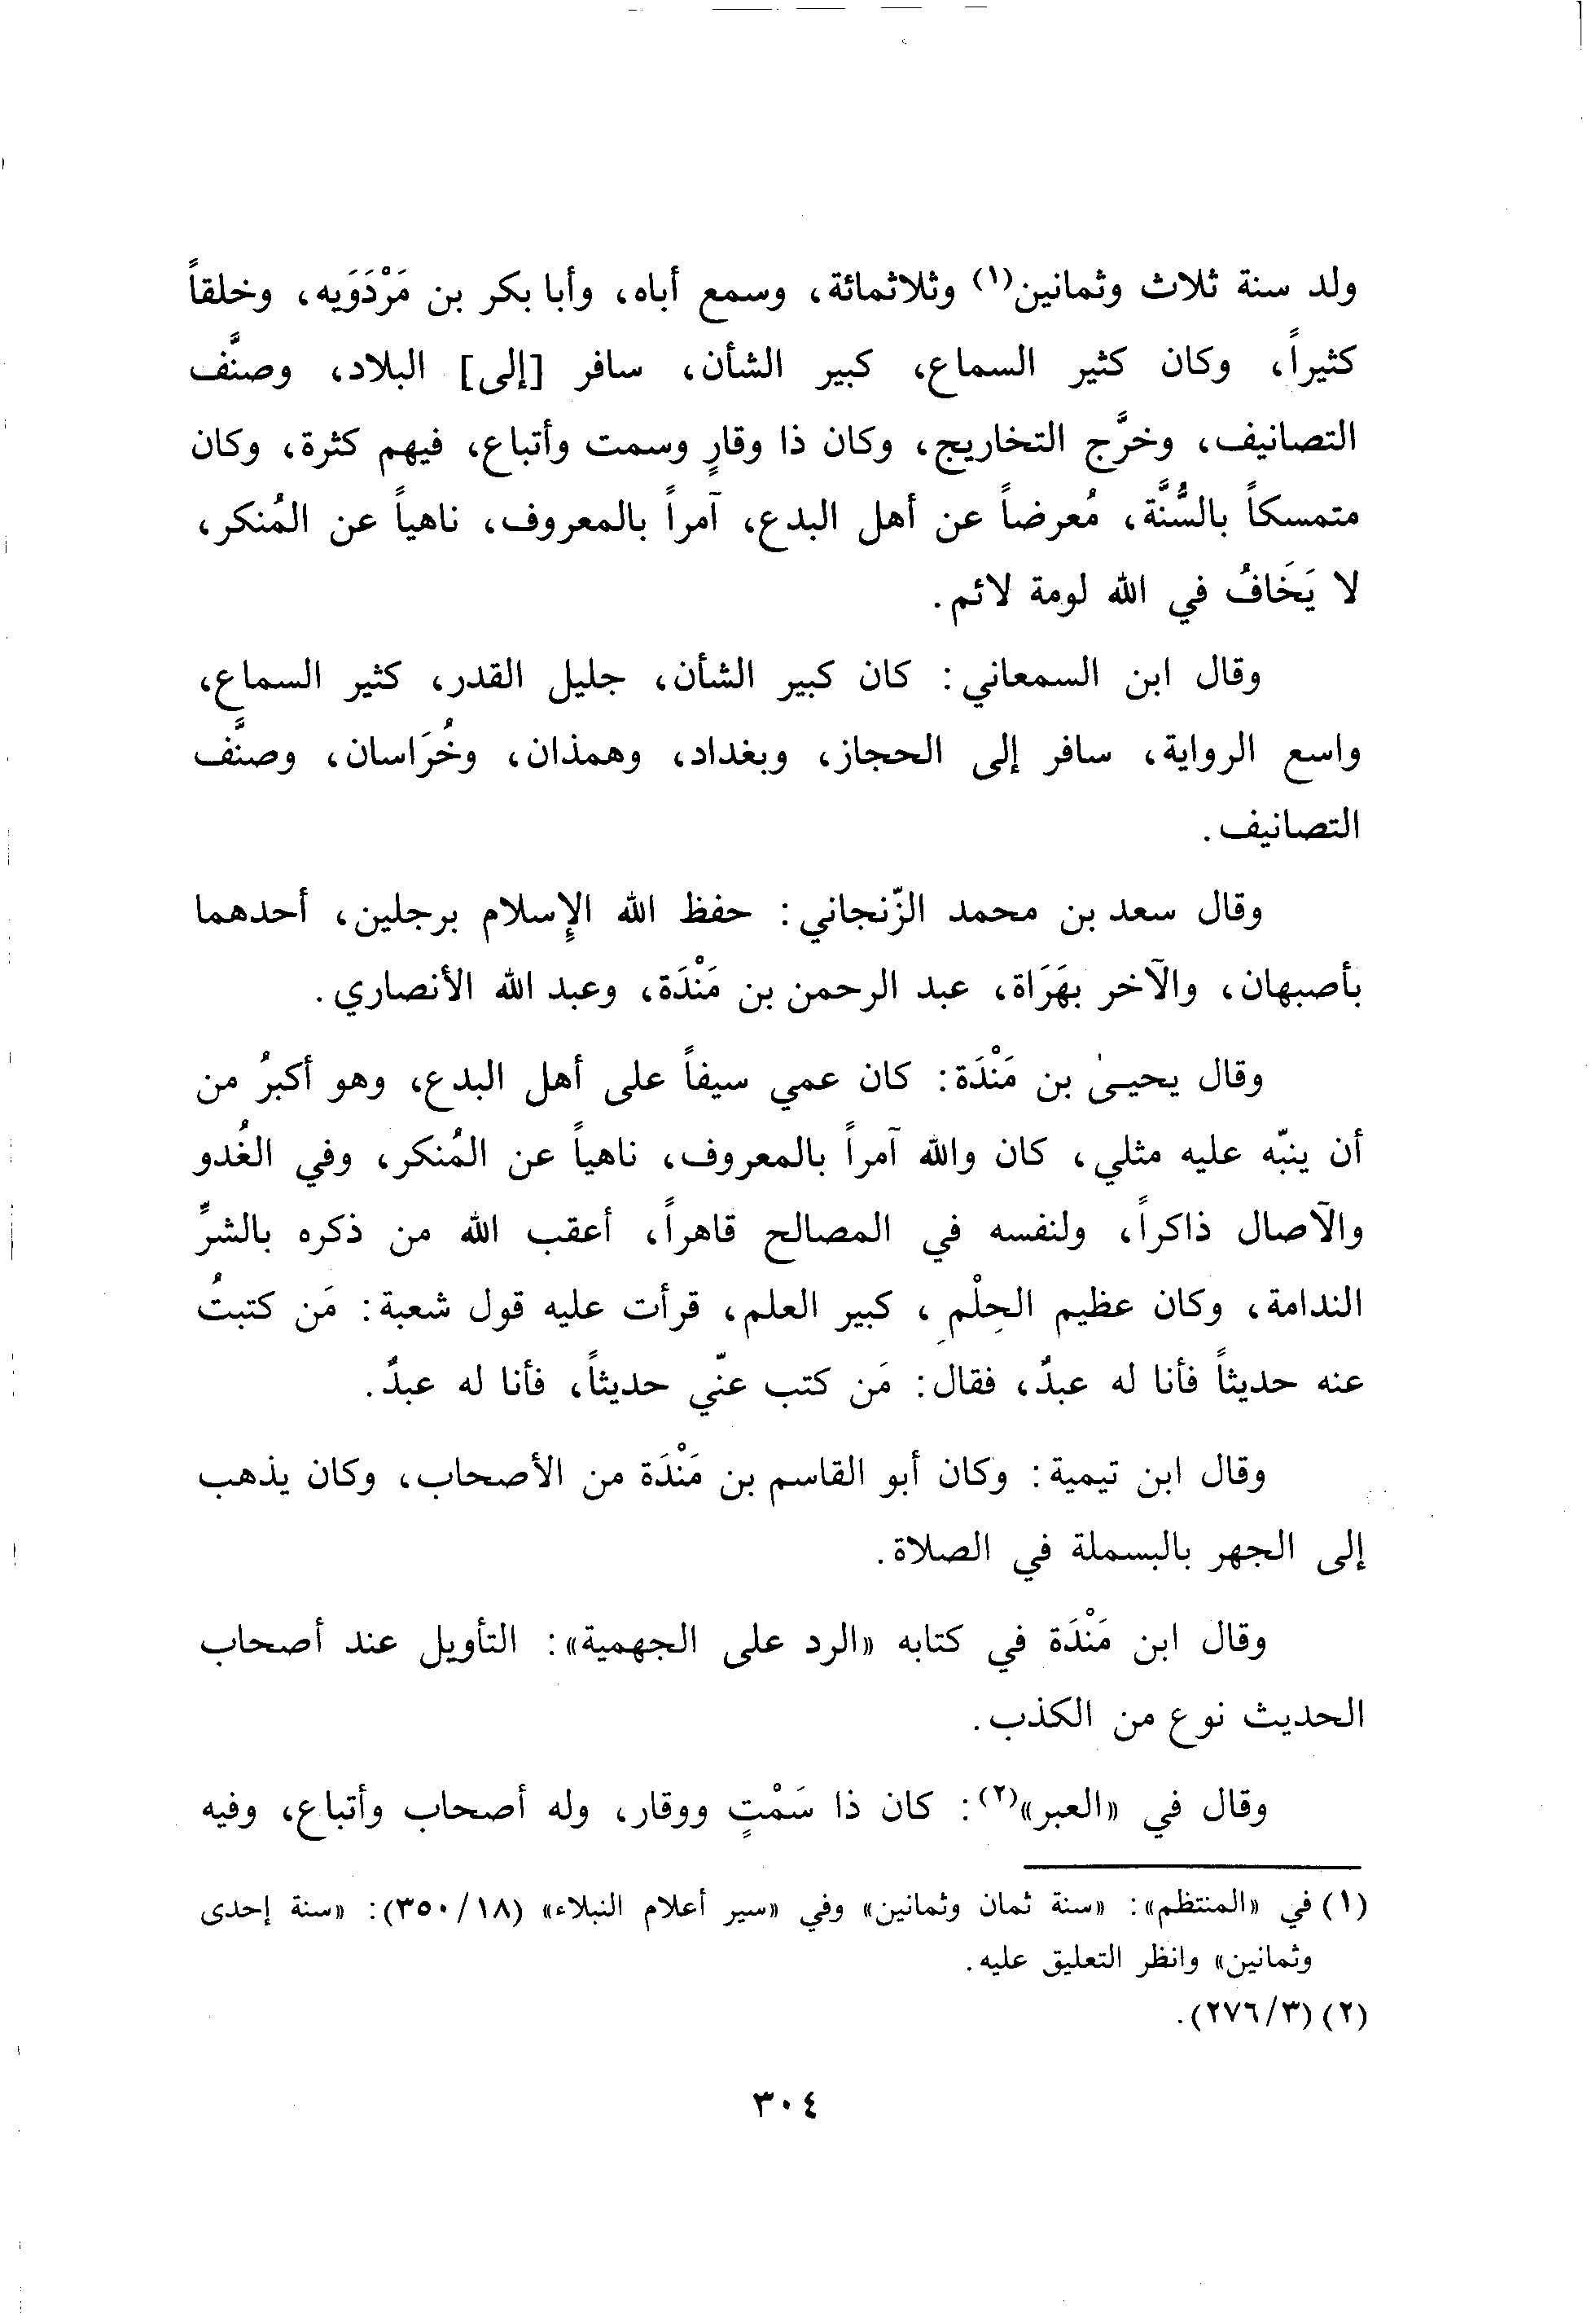 ولد سنة ثلاث وثمانين(١) وثلاثمائة، وسمع أباه، وأبا بكر بن مَرْدَوَيه، وخلقاً
كثيراً، وكان كثير السماع، كبير الشأن، سافر [إلى] البلاد، وصنَّف
التصانيف، وخرَّج التخاريج، وكان ذا وقارٍ وسمت وأتباع، فيهم كثرة، وكان
متمسكاً بالسُّنَّة، مُعرضاً عن أهل البدع، آمراً بالمعروف، ناهياً عن المُنكر،
لا يَخَافُ في الله لومة لائم.
وقال ابن السمعاني: كان كبير الشأن، جليل القدر، كثير السماع،
واسع الرواية، سافر إلى الحجاز، وبغداد، وهمذان، وخُرَاسان، وصنَّف
التصانيف.
وقال سعد بن محمد الزّنجاني: حفظ الله الإسلام برجلين، أحدهما
بأصبهان، والآخر بهَرَاة، عبد الرحمن بن مَنْدَة، وعبد الله الأنصاري.
وقال يحيىٰ بن مَنْدَة: كان عمي سيفاً على أهل البدع، وهو أكبرُ من
أن ينبّه عليه مثلي، كان والله آمراً بالمعروف، ناهياً عن المُنكر، وفي الغُدو
والآصال ذاكراً، ولنفسه في المصالح قاهراً، أعقب الله من ذكره بالشرِّ
الندامة، وكان عظيم الحِلْمِ، كبير العلم، قرأت عليه قول شعبة: مَن كتبتُ
عنه حديثاً فأنا له عبدٌ، فقال: مَن كتب عنّي حديثاً، فأنا له عبدٌ.
وقال ابن تيمية: وكان أبو القاسم بن مَنْدَة من الأصحاب، وكان يذهب
إلى الجهر بالبسملة في الصلاة.
وقال ابن مَنْدَة في كتابه «الرد على الجهمية»: التأويل عند أصحاب
الحديث نوع من الكذب.
وقال في «العبر»(٢): كان ذا سَمْتٍ ووقار، وله أصحاب وأتباع، وفيه
(١) في «المنتظم»: «سنة ثمان وثمانين» وفي «سير أعلام النبلاء» (١٨/ ٣٥٠): «سنة إحدى
وثمانين» وانظر التعليق عليه.
(٢) (٣/ ٢٧٦).
٣٠٤